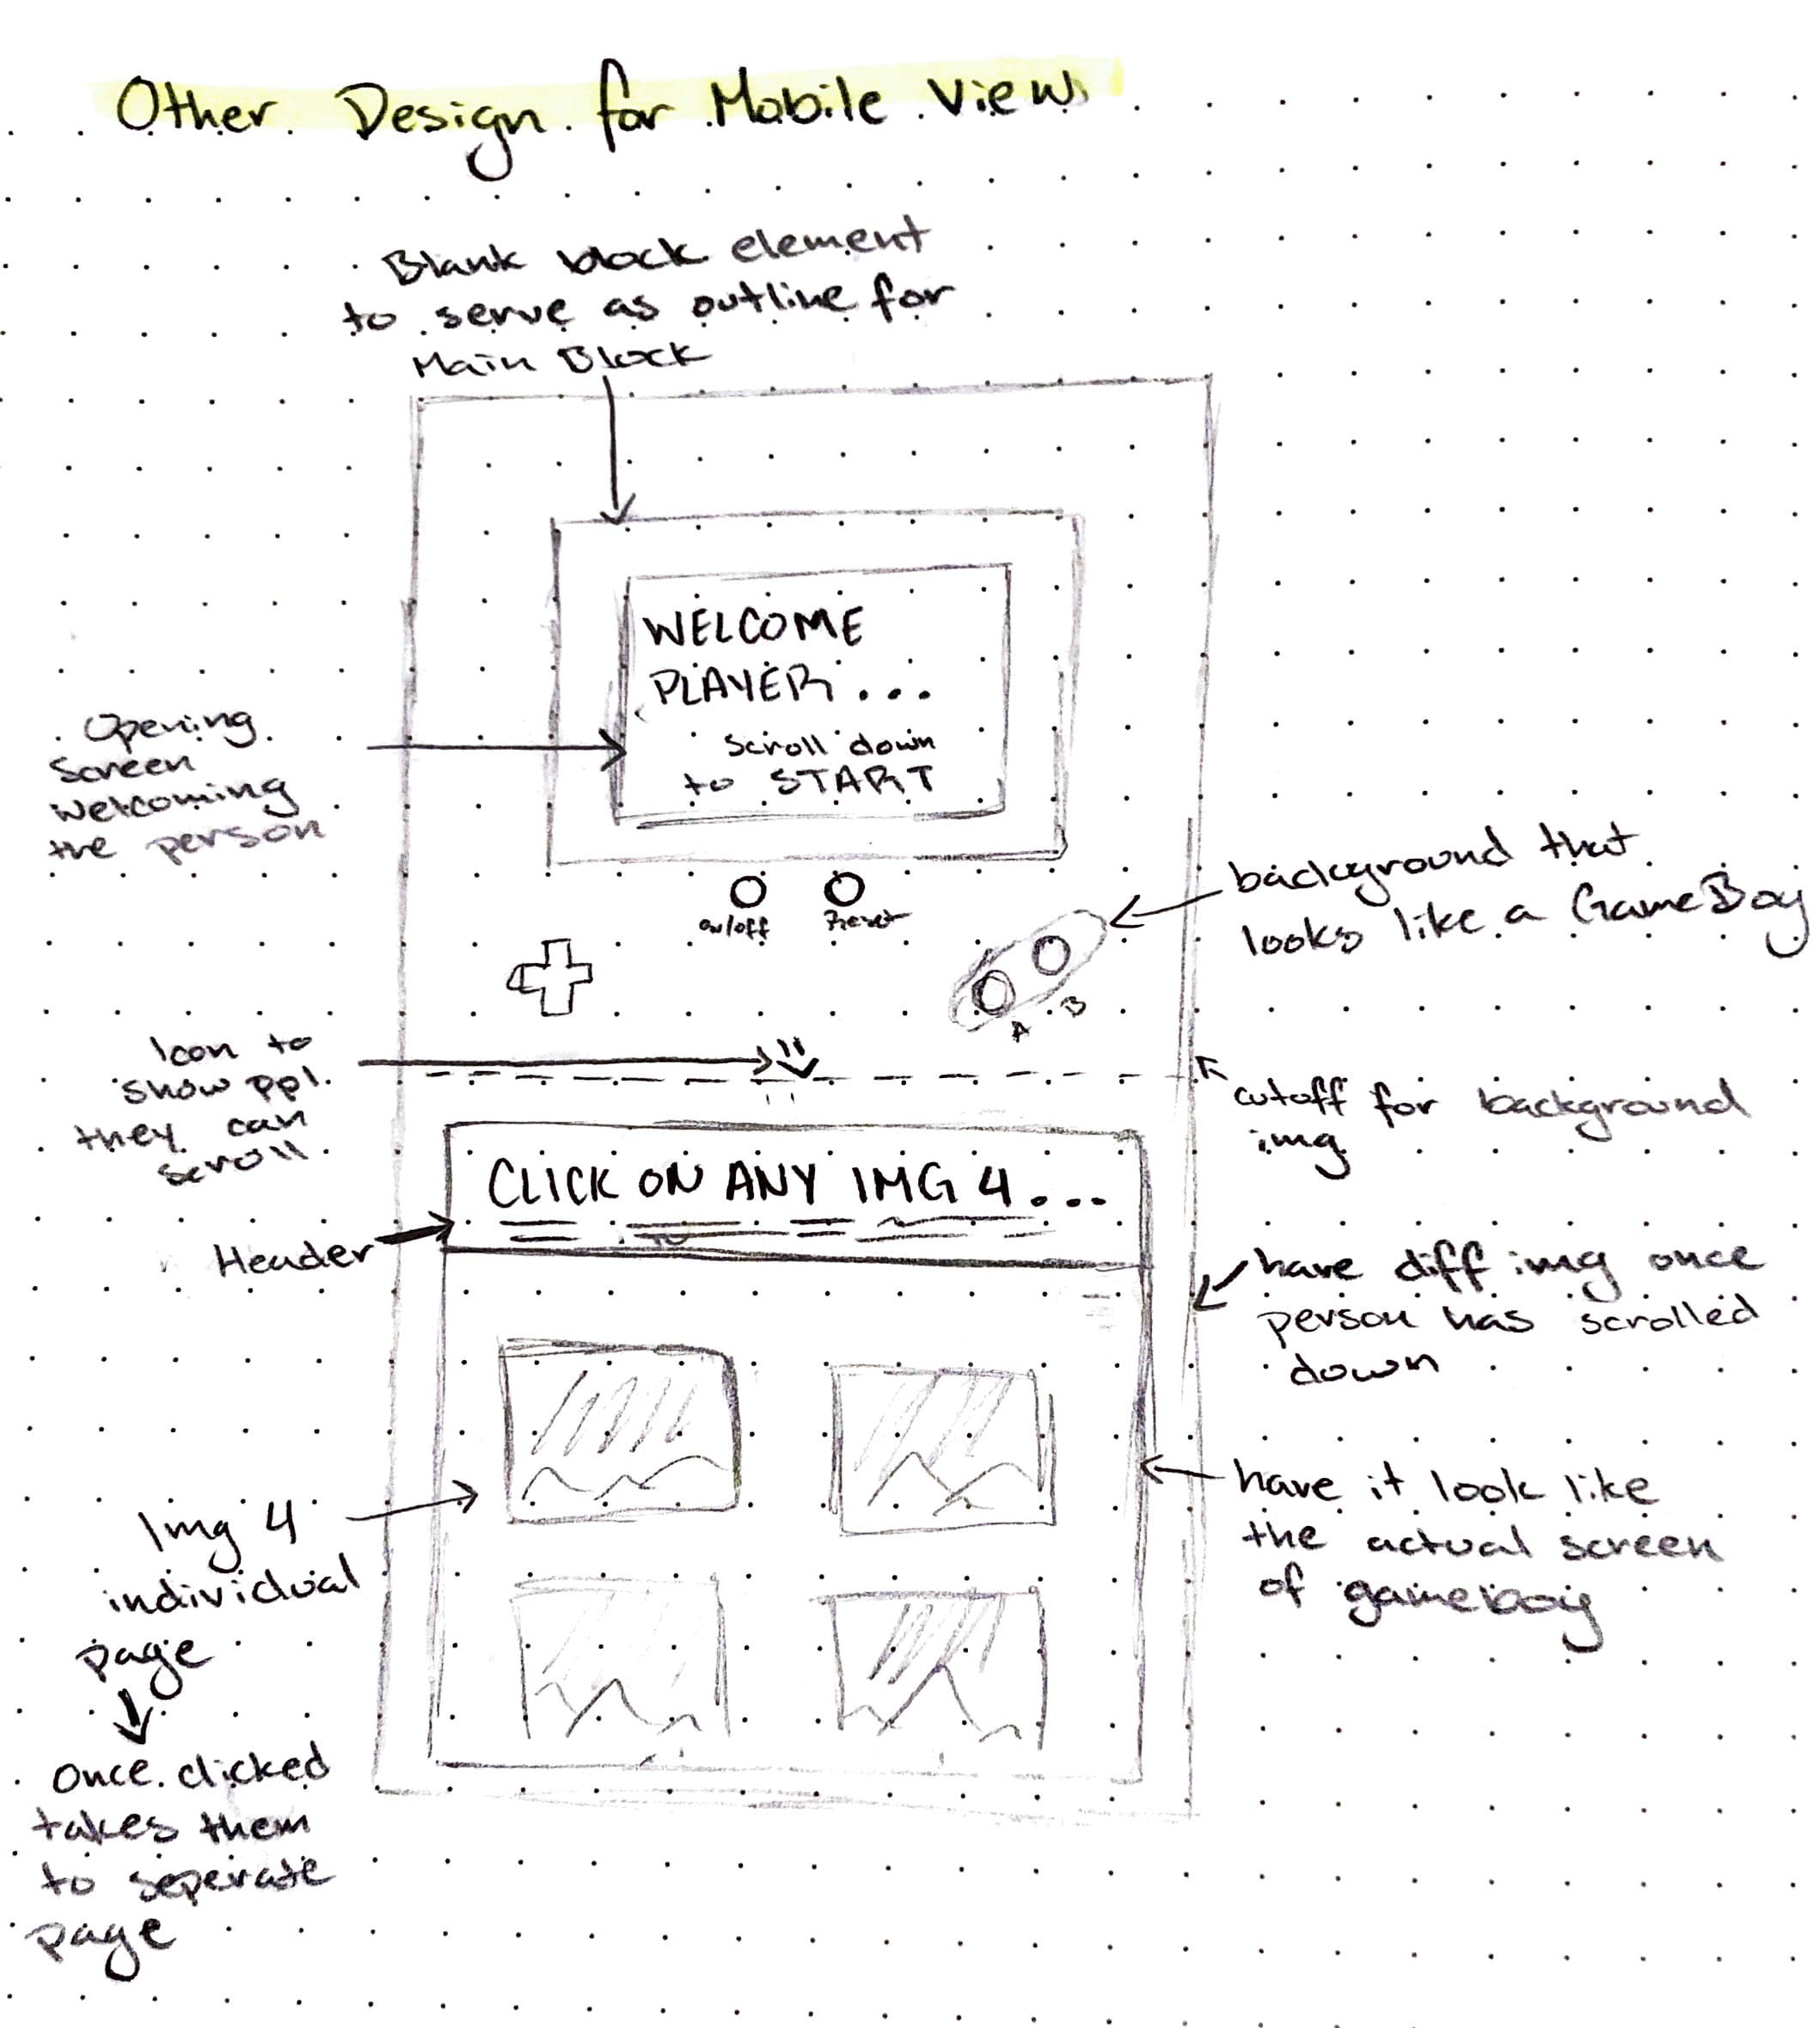 Other Design for Mobile View
Blank block element
to serve as outline for
Main Block
WELCOME
PLAYER...
scroll down
to START
Opening
screen
welcoming
the person
on/off
Reset
background that
looks like a GameBoy
A B
Icon to
show ppl
they can
scroll
cutoff for background
img
CLICK ON ANY IMG 4...
Header
have diff img once
person has scrolled
down
have it look like
the actual screen
of gameboy
Img 4
individual
page
Once clicked
takes them
to seperate
page